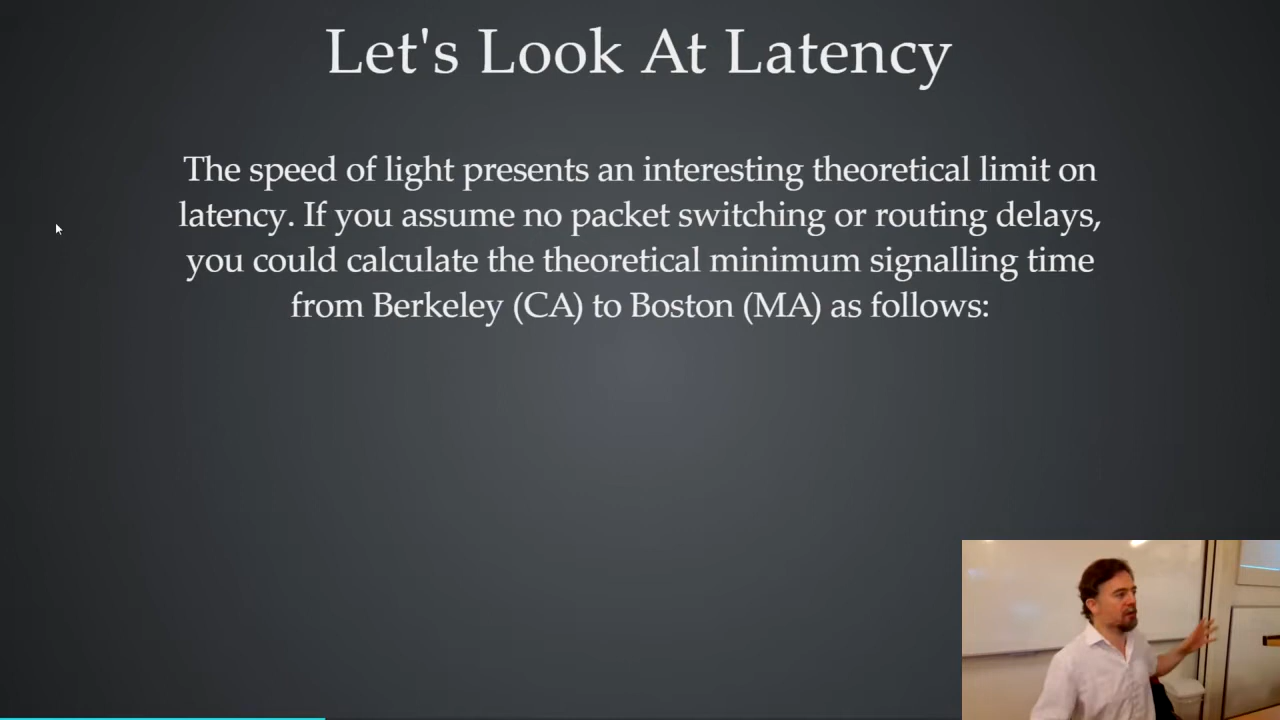 Let's Look At Latency
The speed of light presents an interesting theoretical limit on
latency. If you assume no packet switching or routing delays,
you could calculate the theoretical minimum signalling time
from Berkeley (CA) to Boston (MA) as follows: